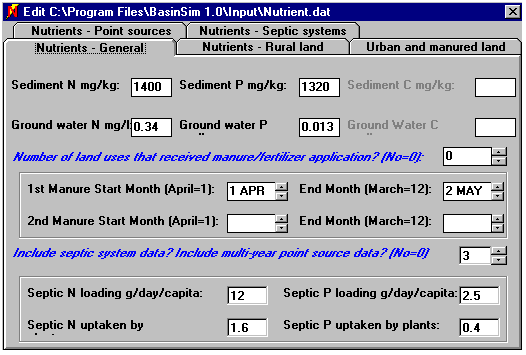 Edit C:\Program Files\BasinSim 1.0\Input\Nutrient.dat
Nutrients - Point sources Nutrients - Septic systems
Nutrients - General Nutrients - Rural land Urban and manured land
Sediment N mg/kg: 1400 Sediment P mg/kg: 1320 Sediment C mg/kg:
Ground water N mg/l: 0.34 Ground water P 0.013 Ground Water C
Number of land uses that received manure/fertilizer application? (No=0): 0
1st Manure Start Month (April=1): 1 APR End Month (March=12): 2 MAY
2nd Manure Start Month (April=1): End Month (March=12):
Include septic system data? Include multi-year point source data? (No=0) 3
Septic N loading g/day/capita: 12 Septic P loading g/day/capita: 2.5
Septic N uptaken by 1.6 Septic P uptaken by plants: 0.4